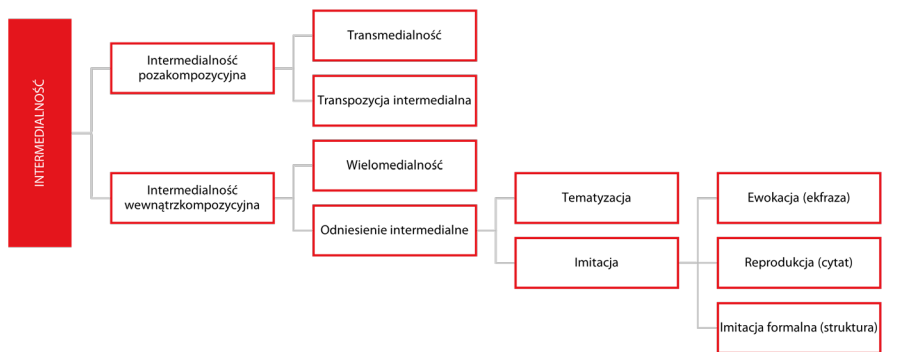 INTERMEDIALNOŚĆ
Intermedialność
pozakompozycyjna
Transmedialność
Transpozycja intermedialna
Intermedialność
wewnątrzkompozycyjna
Wielomedialność
Odniesienie intermedialne
Tematyzacja
Imitacja
Ewokacja (ekfraza)
Reprodukcja (cytat)
Imitacja formalna (struktura)